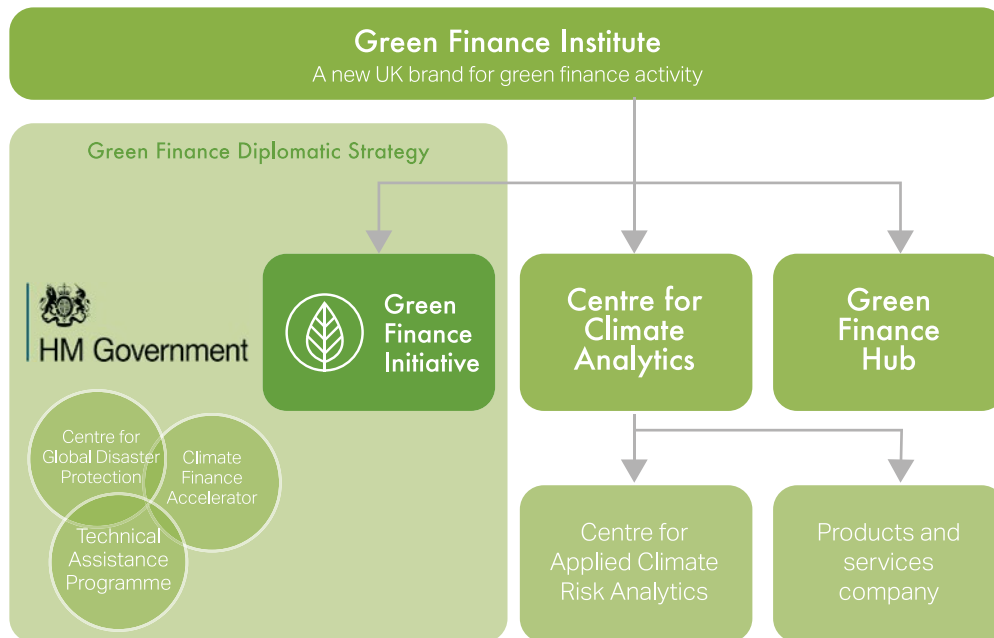 Green Finance Institute
A new UK brand for green finance activity
Green Finance Diplomatic Strategy
HM Government
Green
Finance
Initiative
Centre for
Climate
Analytics
Green
Finance
Hub
Centre for
Global Disaster
Protection
Climate
Finance
Accelerator
Technical
Assistance
Programme
Centre for
Applied Climate
Risk Analytics
Products and
services
company